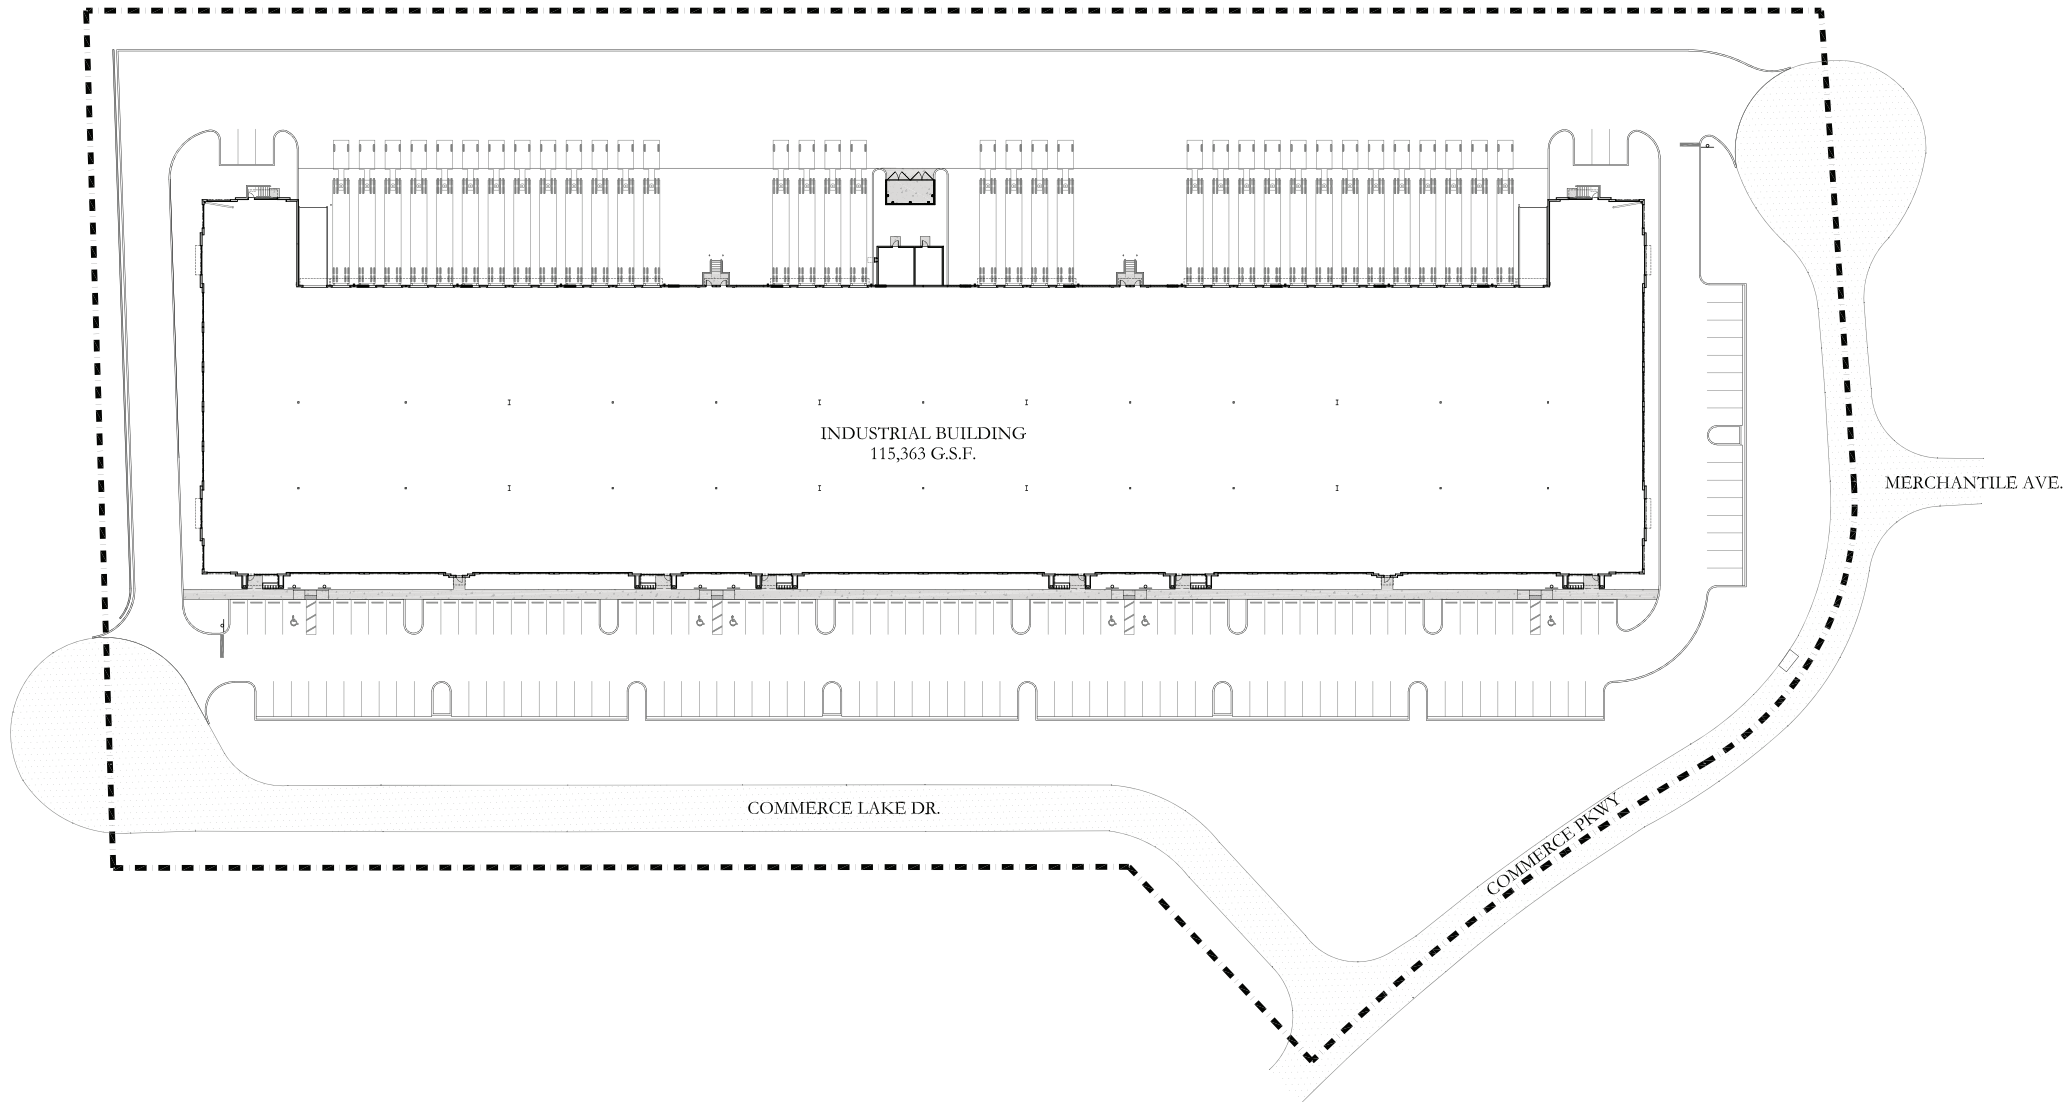 INDUSTRIAL BUILDING
115,363 G.S.F.
MERCHANTILE AVE.
COMMERCE LAKE DR.
COMMERCE PKWY